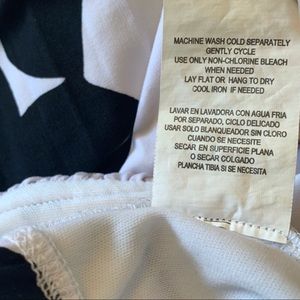 MACHINE WASH COLD SEPARATELY
GENTLY CYCLE
USE ONLY NON-CHLORINE BLEACH
WHEN NEEDED
LAY FLAT OR HANG TO DRY
COOL IRON IF NEEDED
LAVAR EN LAVADORA CON AGUA FRIA
POR SEPARADO, CICLO DELICADO
USAR SOLO BLANQUEADOR SIN CLORO
CUANDO SE NECESITA
SECAR EN SUPERFICIE PLANA
O SECAR COLGADO
PLANCHA TIBIA SI SE NECESITA